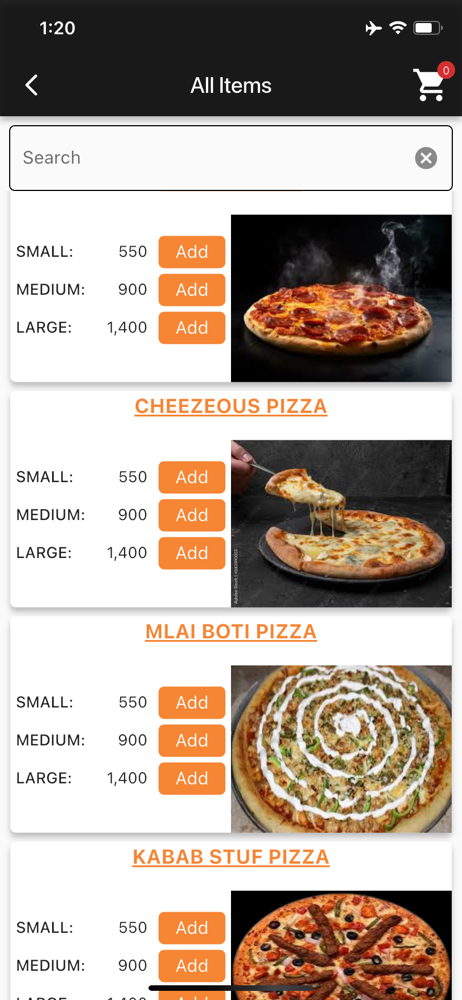 1:20
All Items
0
Search
SMALL: 550 Add
MEDIUM: 900 Add
LARGE: 1,400 Add
CHEEZEOUS PIZZA
SMALL: 550 Add
MEDIUM: 900 Add
LARGE: 1,400 Add
MLAI BOTI PIZZA
SMALL: 550 Add
MEDIUM: 900 Add
LARGE: 1,400 Add
KABAB STUF PIZZA
SMALL: 550 Add
MEDIUM: 900 Add